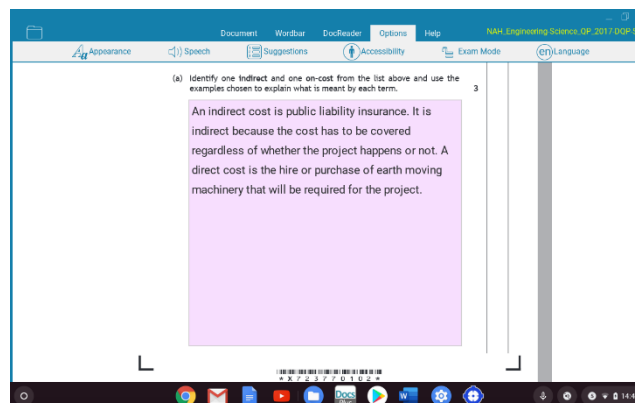 Document Wordbar DocReader Options Help NAH_Engineering-Science_QP_2017-DQP
Appearance Speech Suggestions Accessibility Exam Mode en Language
(a) Identify one indirect and one on-cost from the list above and use the
examples chosen to explain what is meant by each term. 3
An indirect cost is public liability insurance. It is
indirect because the cost has to be covered
regardless of whether the project happens or not. A
direct cost is the hire or purchase of earth moving
machinery that will be required for the project.
* X 7 2 3 7 7 0 1 0 2 *
Docs
W